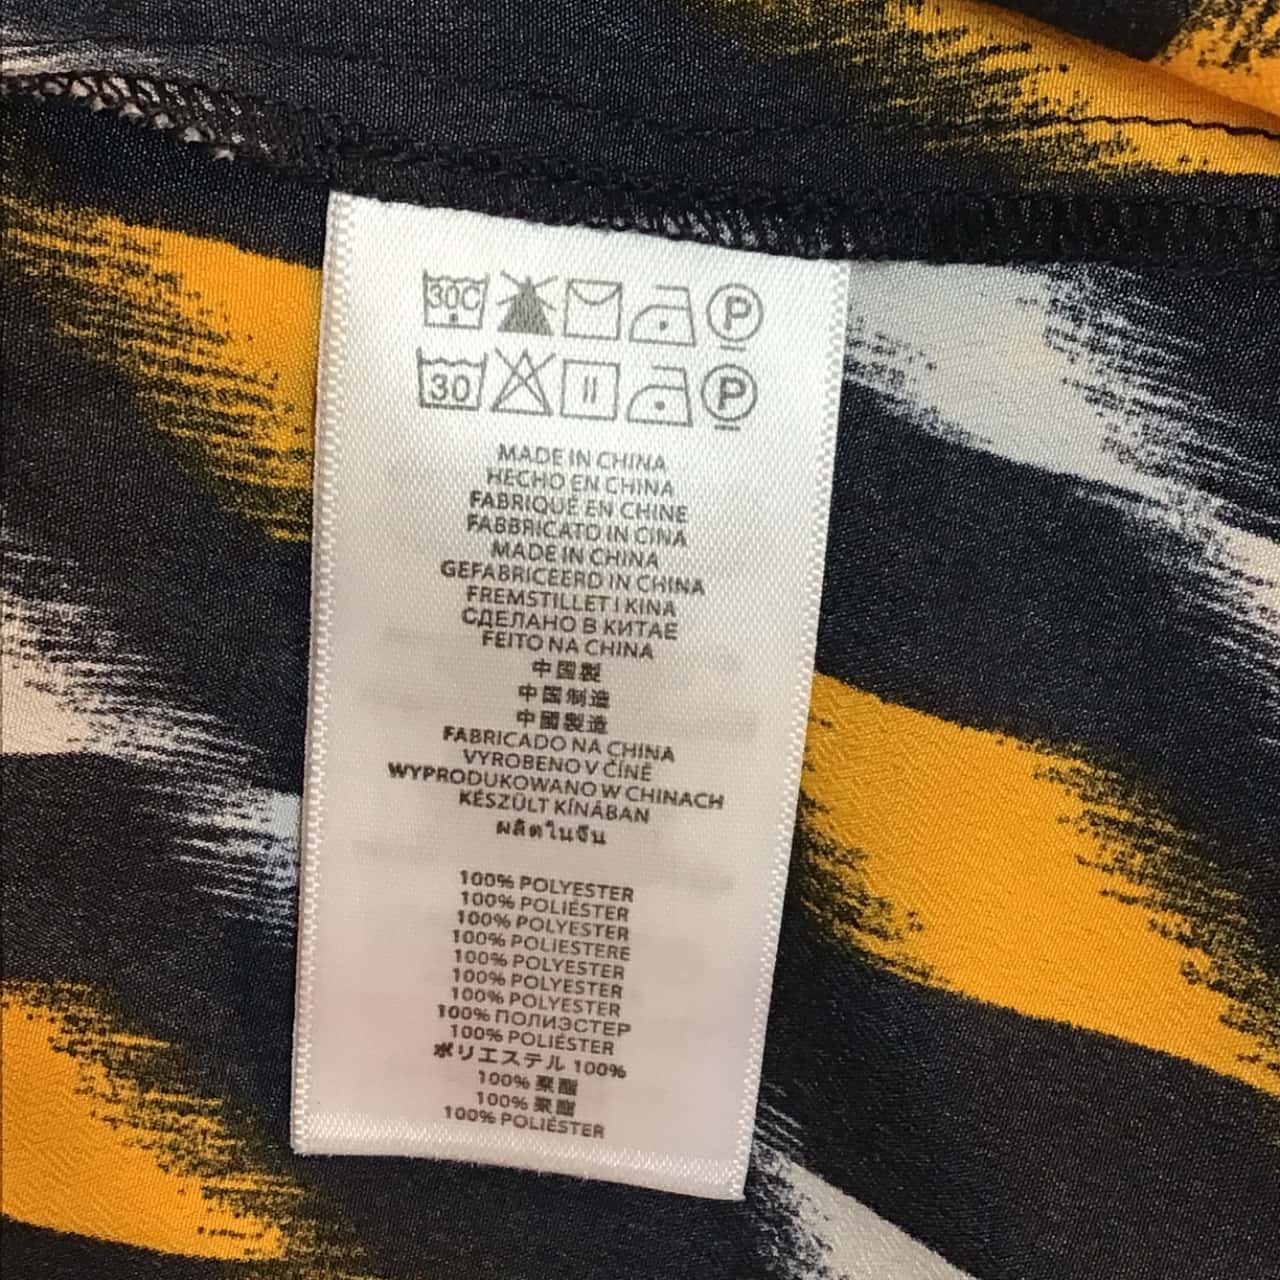 30C P
30 P
MADE IN CHINA
HECHO EN CHINA
FABRIQUÉ EN CHINE
FABBRICATO IN CINA
MADE IN CHINA
GEFABRICEERD IN CHINA
FREMSTILLET I KINA
СДЕЛАНО В КИТАЕ
FEITO NA CHINA
中国製
中国制造
中國製造
FABRICADO NA CHINA
VYROBENO V ČÍNĚ
WYPRODUKOWANO W CHINACH
KÉSZÜLT KÍNÁBAN
ผลิตในจีน
100% POLYESTER
100% POLIÉSTER
100% POLYESTER
100% POLIESTERE
100% POLYESTER
100% POLYESTER
100% POLYESTER
100% ПОЛИЭСТЕР
100% POLIÉSTER
ポリエステル 100%
100% 聚酯
100% 聚酯
100% POLIÉSTER